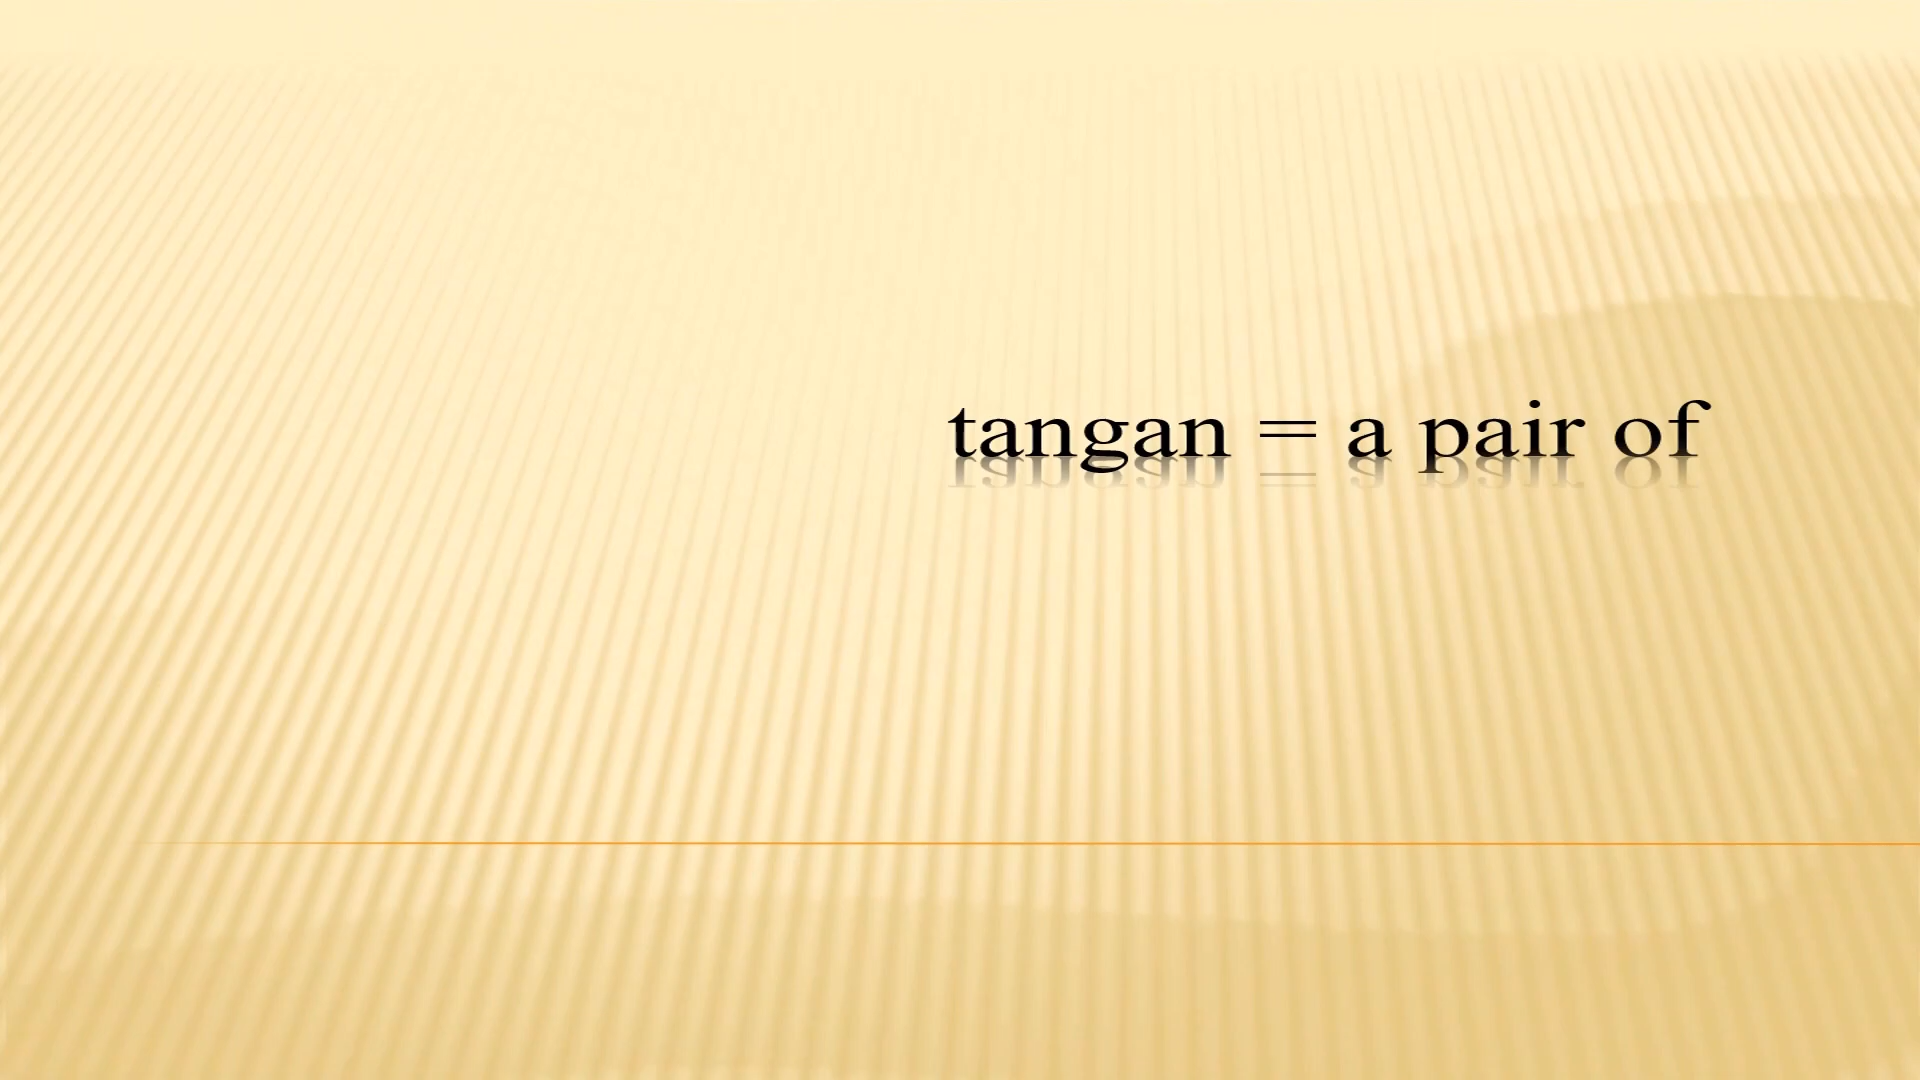 tangan = a pair of